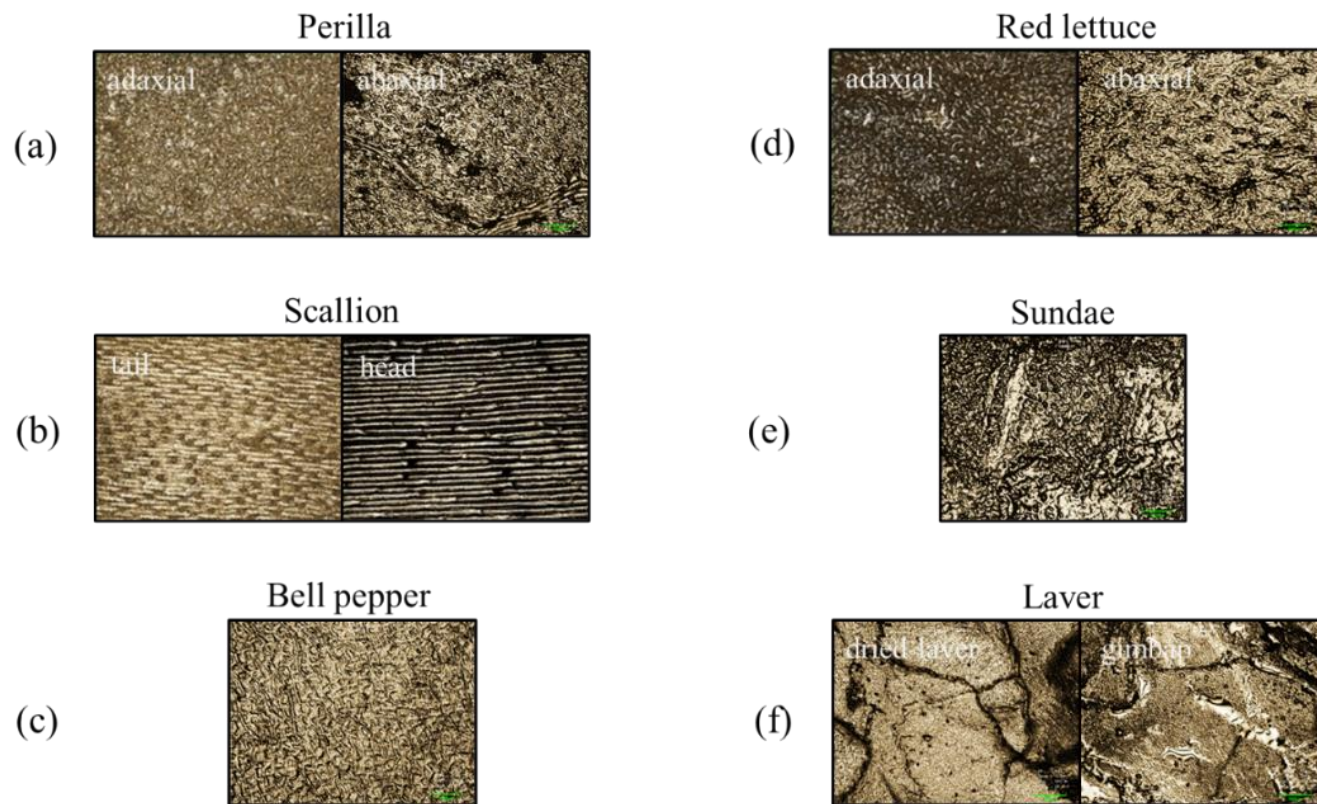 Perilla
Red lettuce
(a)
adaxial
abaxial
(d)
adaxial
abaxial
Scallion
Sundae
(b)
tail
head
(e)
Bell pepper
Laver
(c)
(f)
dried laver
gimbap